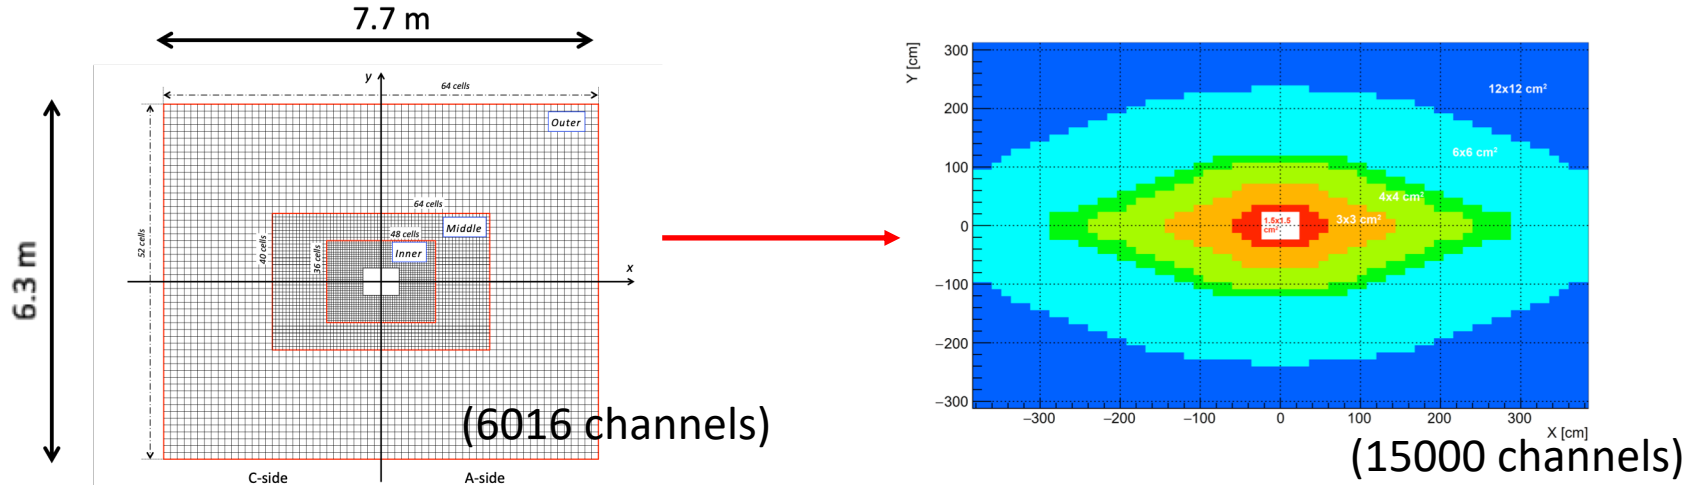 7.7 m
6.3 m
y
64 cells
Outer
52 cells
64 cells
Middle
40 cells
48 cells
Inner
36 cells
x
(6016 channels)
C-side
A-side
Y [cm]
300
200
100
0
−100
−200
−300
12x12 cm²
6x6 cm²
4x4 cm²
3x3 cm²
1.5x1.5
cm²
−300
−200
−100
0
100
200
300
X [cm]
(15000 channels)